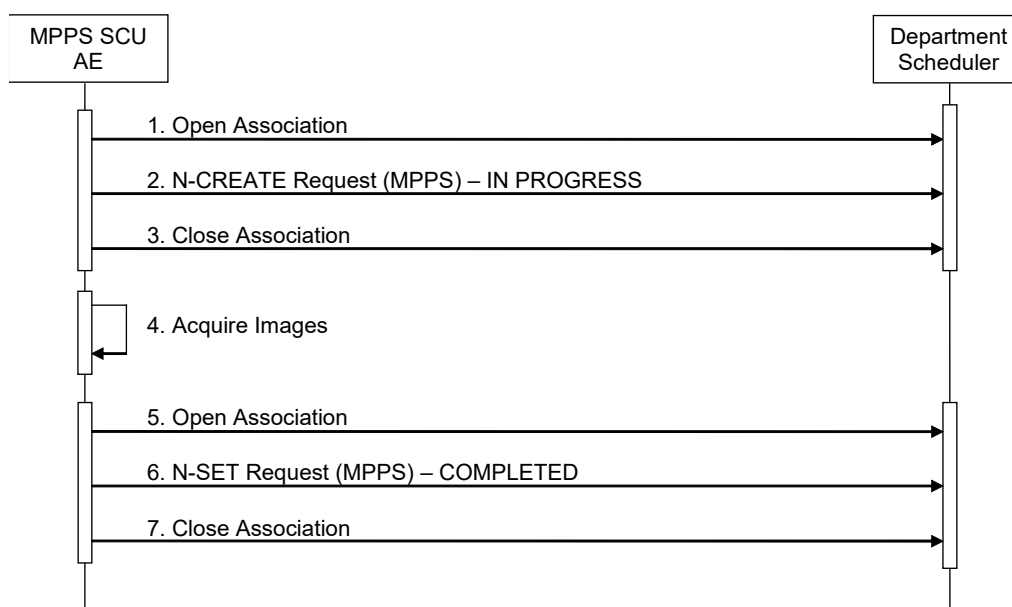 MPPS SCU
AE
Department
Scheduler
1. Open Association
2. N-CREATE Request (MPPS) – IN PROGRESS
3. Close Association
4. Acquire Images
5. Open Association
6. N-SET Request (MPPS) – COMPLETED
7. Close Association